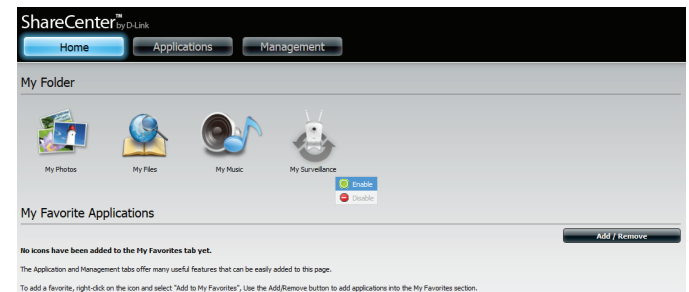 ShareCenter™ by D-Link
Home Applications Management
My Folder
My Photos My Files My Music My Surveillance
Enable
Disable
My Favorite Applications
Add / Remove
No icons have been added to the My Favorites tab yet.
The Application and Management tabs offer many useful features that can be easily added to this page.
To add a favorite, right-click on the icon and select "Add to My Favorites", Use the Add/Remove button to add applications into the My Favorites section.